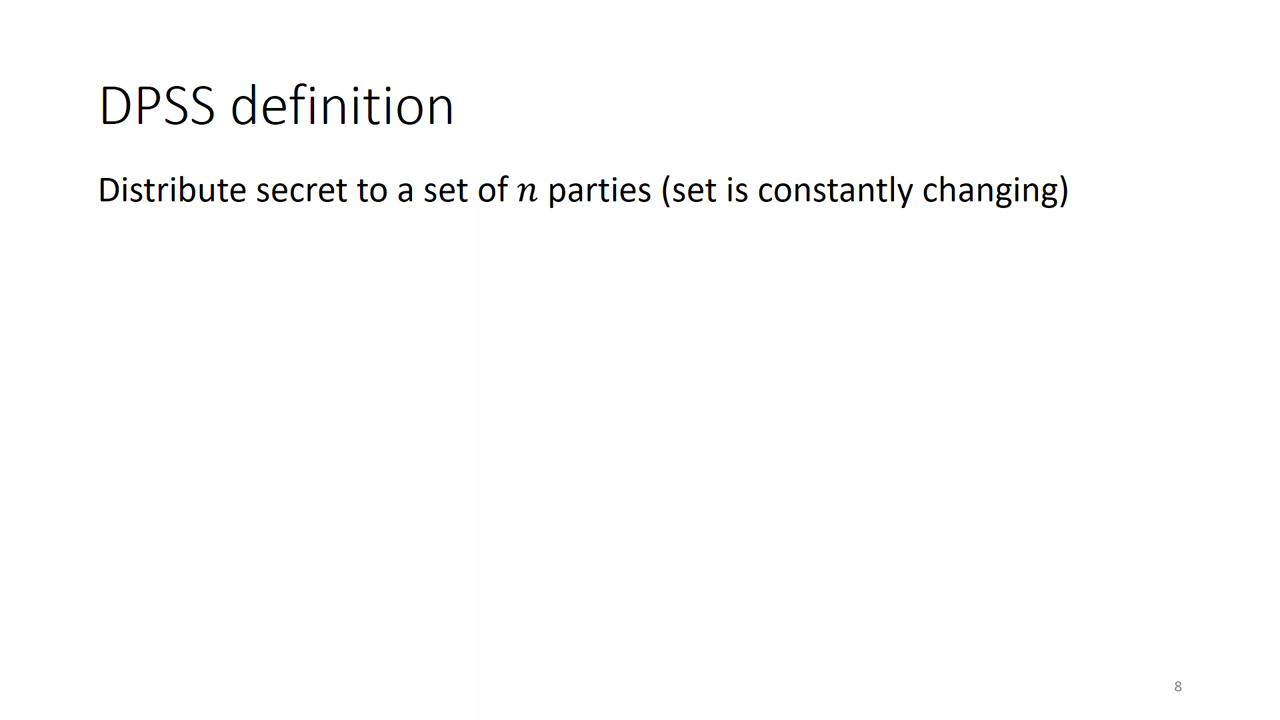 DPSS definition
Distribute secret to a set of n parties (set is constantly changing)
8